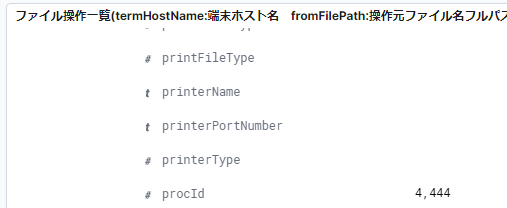 ファイル操作一覧(termHostName:端末ホスト名　fromFilePath:操作元ファイル名フルパス
# printFileType
t printerName
t printerPortNumber
# printerType
# procId 4,444